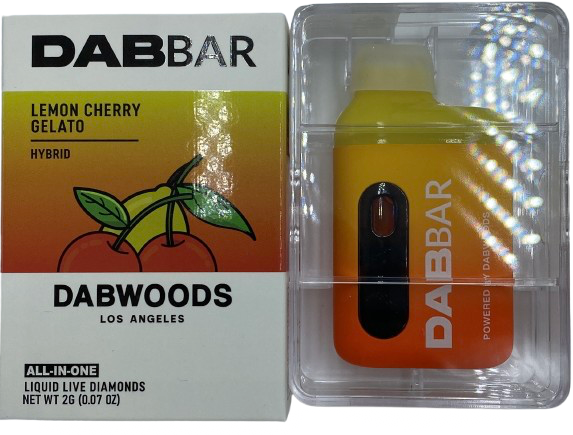 DABBAR
LEMON CHERRY
GELATO
HYBRID
DABWOODS
LOS ANGELES
ALL-IN-ONE
LIQUID LIVE DIAMONDS
NET WT 2G (0.07 OZ)
DABBAR
POWERED BY DABWOODS